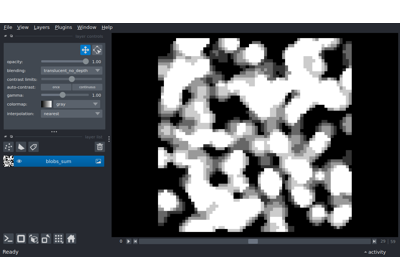 File View Layers Plugins Window Help
opacity: 1.00
blending: translucent_no_depth
contrast limits:
auto-contrast: once continuous
gamma: 1.00
colormap: gray
interpolation: nearest
blobs_sum
Ready activity